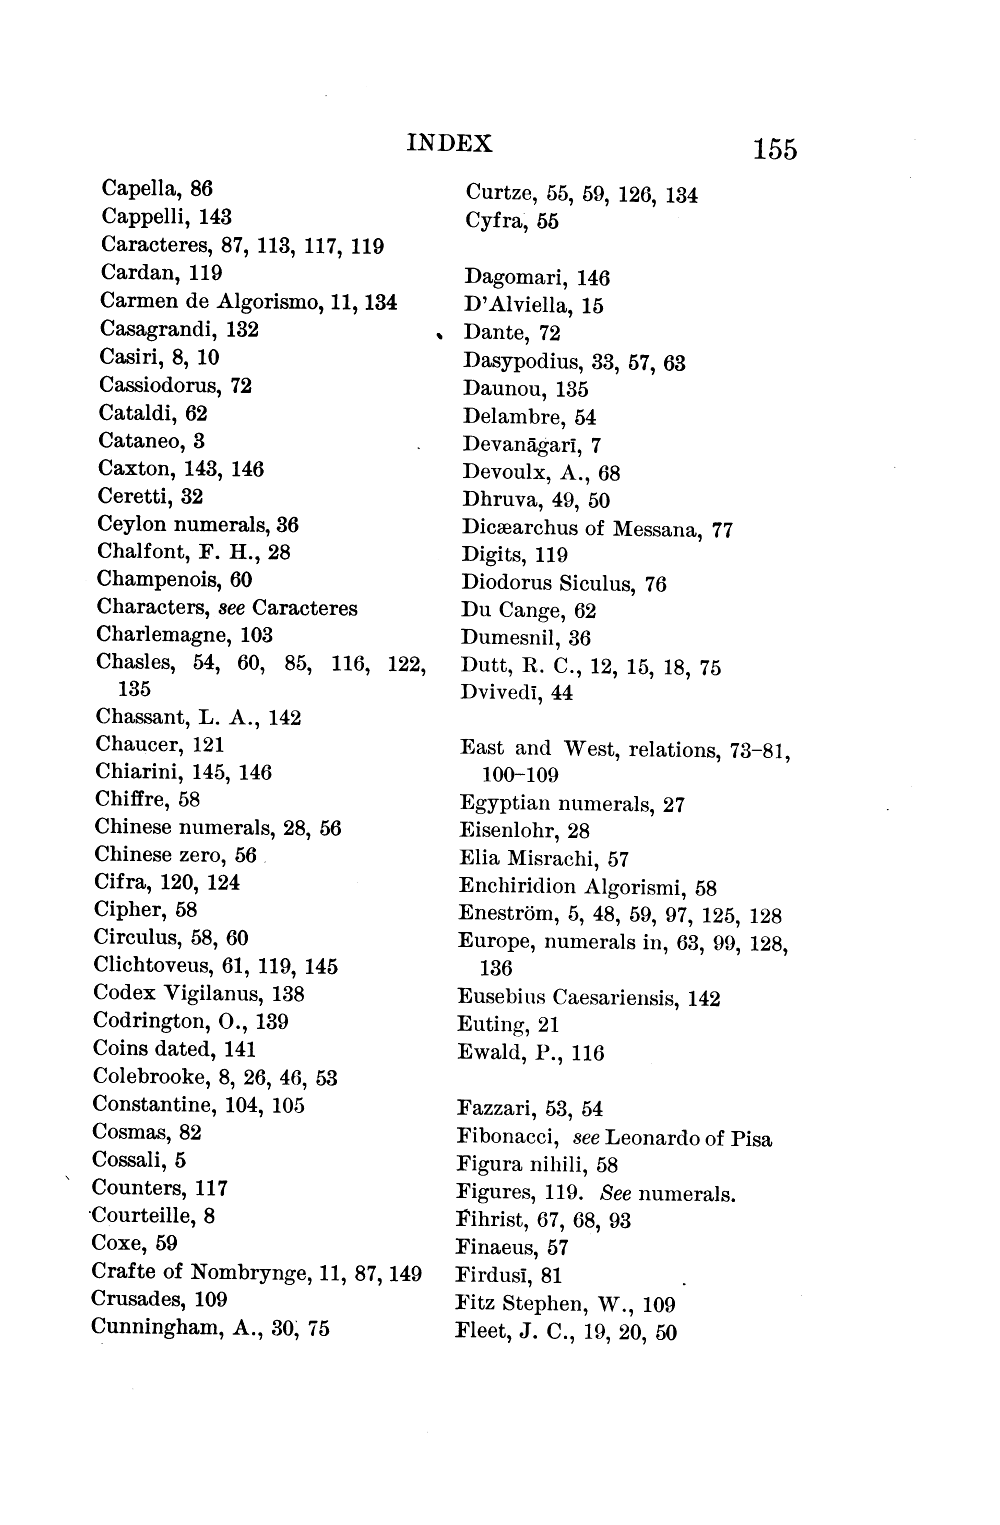 INDEX 155
Capella, 86
Cappelli, 143
Caracteres, 87, 113, 117, 119
Cardan, 119
Carmen de Algorismo, 11, 134
Casagrandi, 132
Casiri, 8, 10
Cassiodorus, 72
Cataldi, 62
Cataneo, 3
Caxton, 143, 146
Ceretti, 32
Ceylon numerals, 36
Chalfont, F. H., 28
Champenois, 60
Characters, see Caracteres
Charlemagne, 103
Chasles, 54, 60, 85, 116, 122,
135
Chassant, L. A., 142
Chaucer, 121
Chiarini, 145, 146
Chiffre, 58
Chinese numerals, 28, 56
Chinese zero, 56
Cifra, 120, 124
Cipher, 58
Circulus, 58, 60
Clichtoveus, 61, 119, 145
Codex Vigilanus, 138
Codrington, O., 139
Coins dated, 141
Colebrooke, 8, 26, 46, 53
Constantine, 104, 105
Cosmas, 82
Cossali, 5
Counters, 117
Courteille, 8
Coxe, 59
Crafte of Nombrynge, 11, 87, 149
Crusades, 109
Cunningham, A., 30, 75
Curtze, 55, 59, 126, 134
Cyfra, 55
Dagomari, 146
D'Alviella, 15
Dante, 72
Dasypodius, 33, 57, 63
Daunou, 135
Delambre, 54
Devanāgarī, 7
Devoulx, A., 68
Dhruva, 49, 50
Dicæarchus of Messana, 77
Digits, 119
Diodorus Siculus, 76
Du Cange, 62
Dumesnil, 36
Dutt, R. C., 12, 15, 18, 75
Dvivedī, 44
East and West, relations, 73–81,
100–109
Egyptian numerals, 27
Eisenlohr, 28
Elia Misrachi, 57
Enchiridion Algorismi, 58
Eneström, 5, 48, 59, 97, 125, 128
Europe, numerals in, 63, 99, 128,
136
Eusebius Caesariensis, 142
Euting, 21
Ewald, P., 116
Fazzari, 53, 54
Fibonacci, see Leonardo of Pisa
Figura nihili, 58
Figures, 119. See numerals.
Fihrist, 67, 68, 93
Finaeus, 57
Firdusī, 81
Fitz Stephen, W., 109
Fleet, J. C., 19, 20, 50